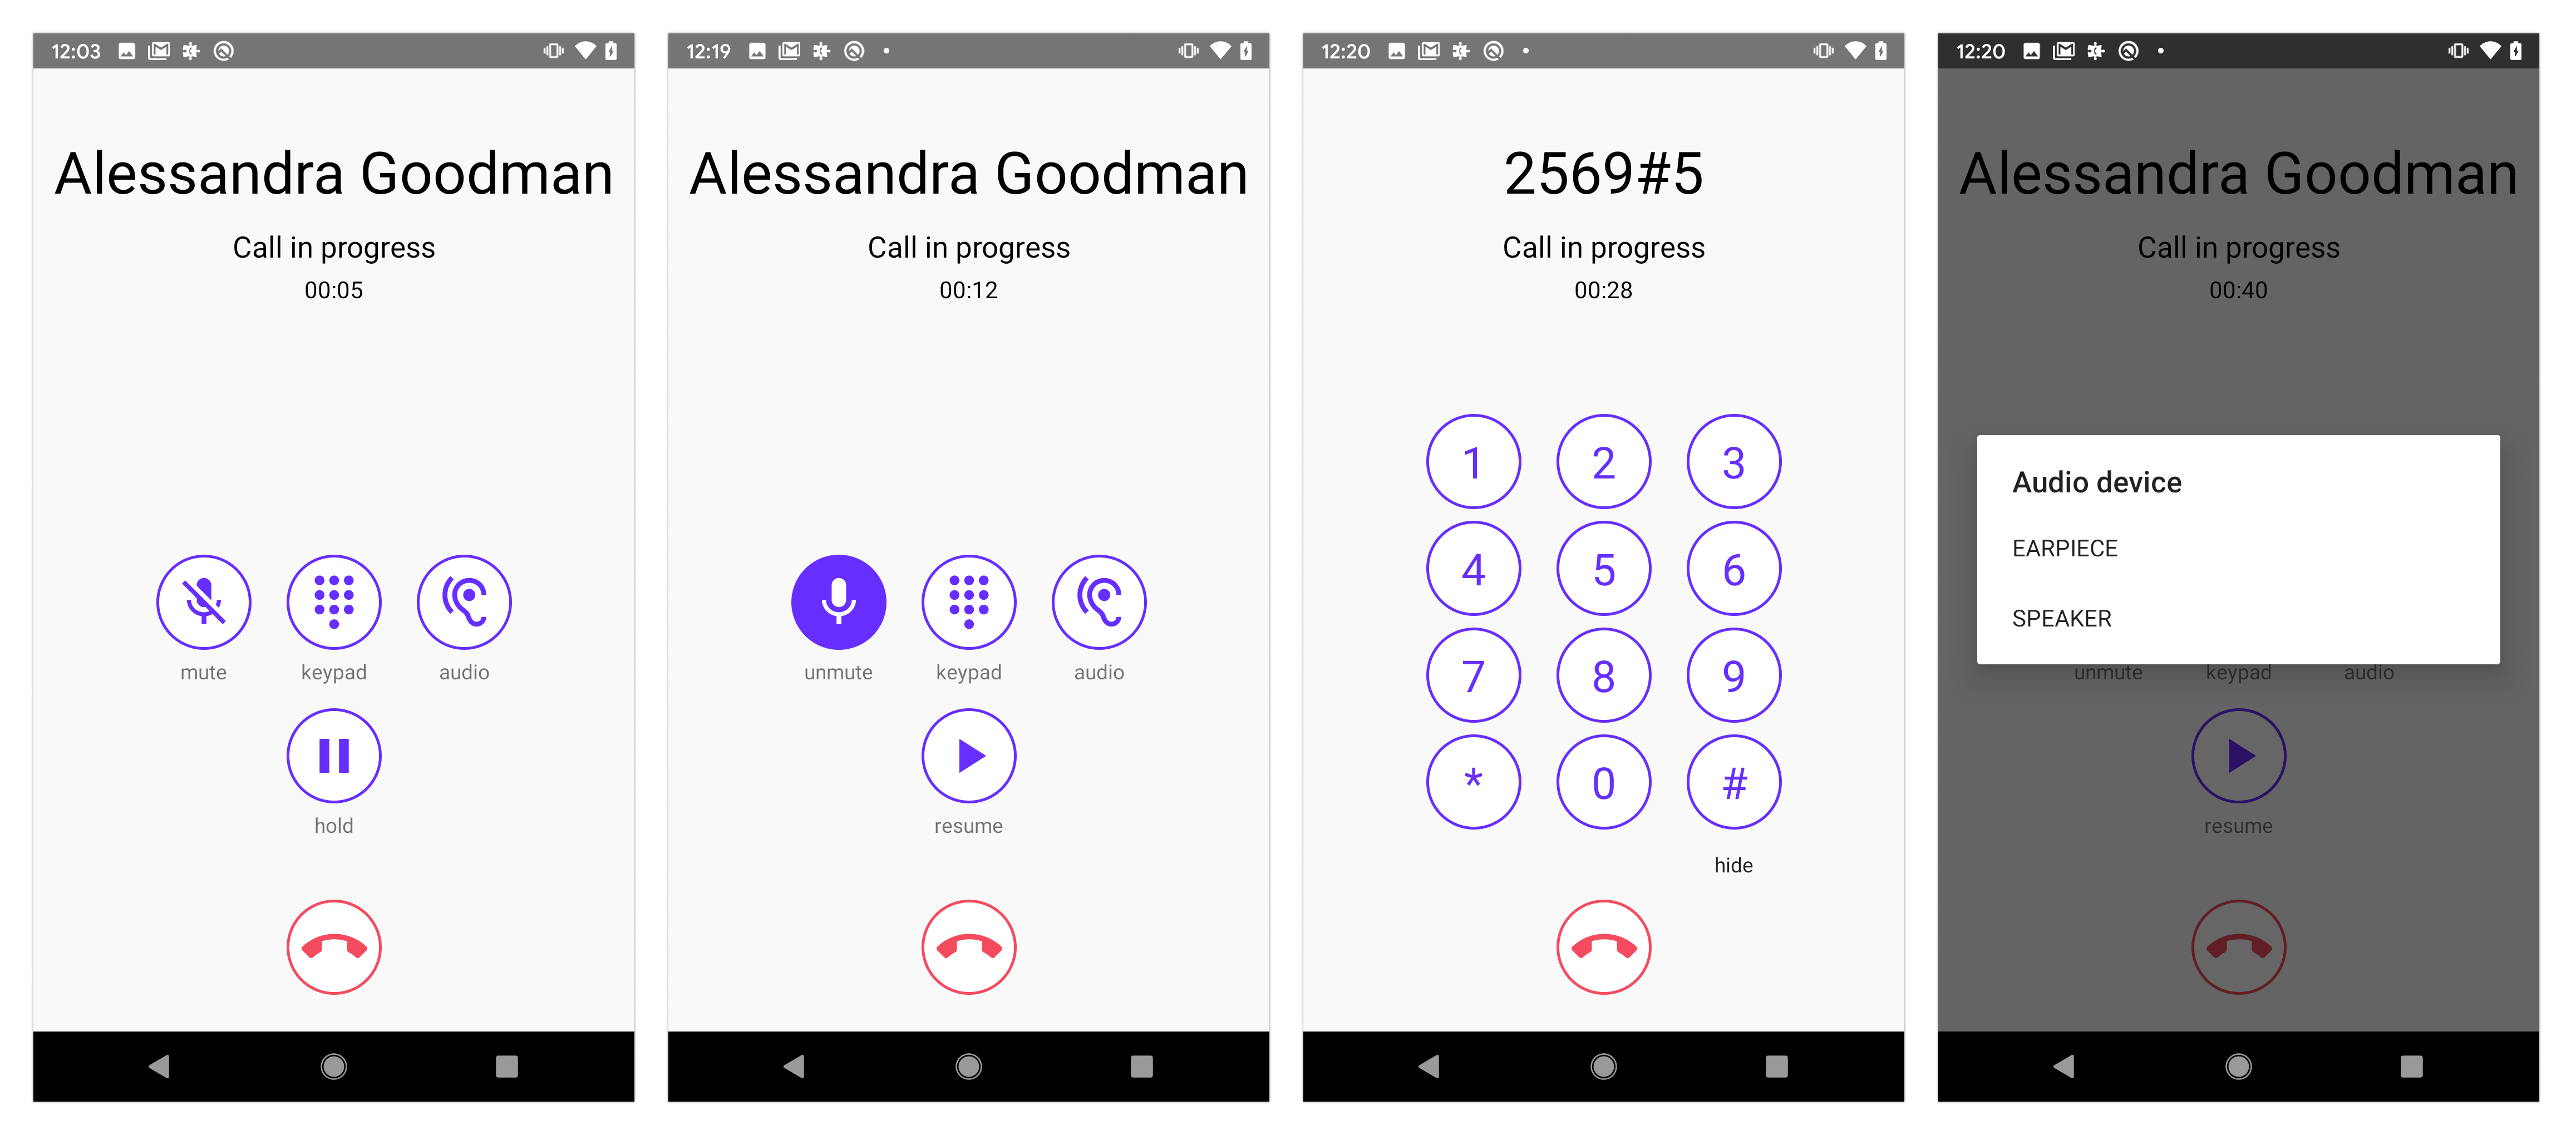 12:03
Alessandra Goodman
Call in progress
00:05
mute keypad audio
hold
12:19
Alessandra Goodman
Call in progress
00:12
unmute keypad audio
resume
12:20
2569#5
Call in progress
00:28
1 2 3
4 5 6
7 8 9
* 0 #
hide
12:20
Alessandra Goodman
Call in progress
00:40
Audio device
EARPIECE
SPEAKER
unmute keypad audio
resume